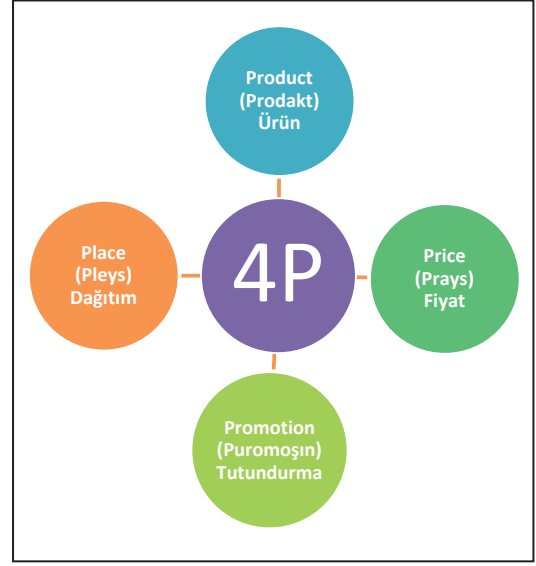 Product
(Prodakt)
Ürün
Place
(Pleys)
Dağıtım
4P
Price
(Prays)
Fiyat
Promotion
(Puromoşın)
Tutundurma